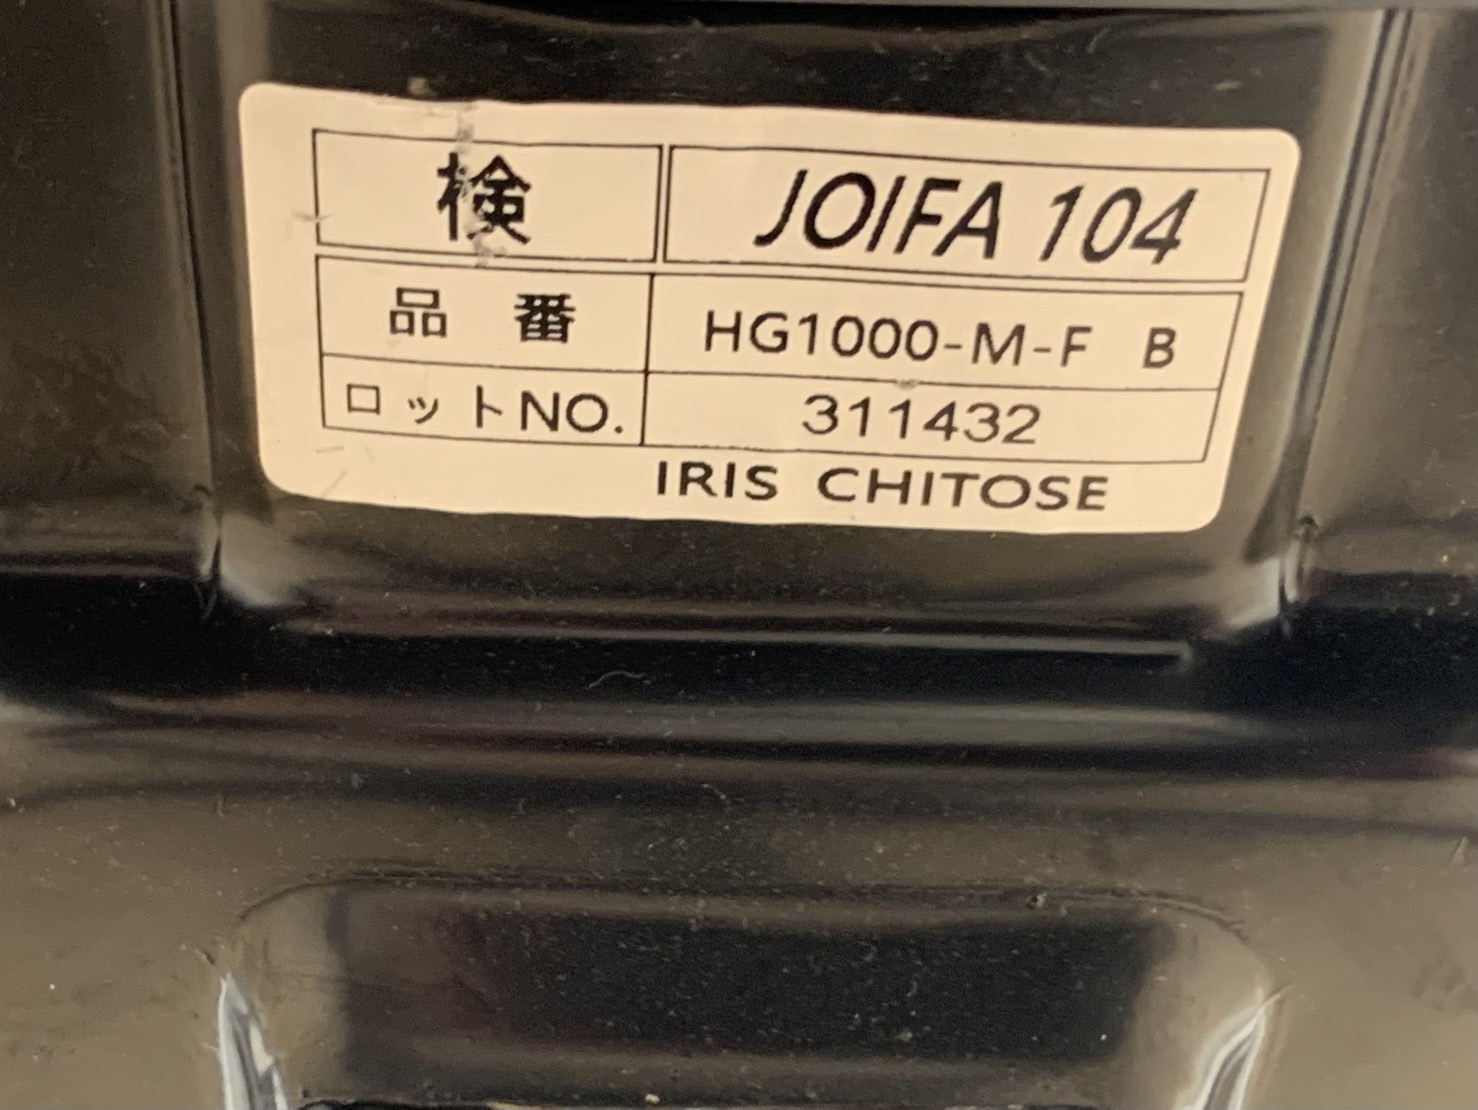 検 JOIFA 104
品番 HG1000-M-F B
ロットNO. 311432
IRIS CHITOSE